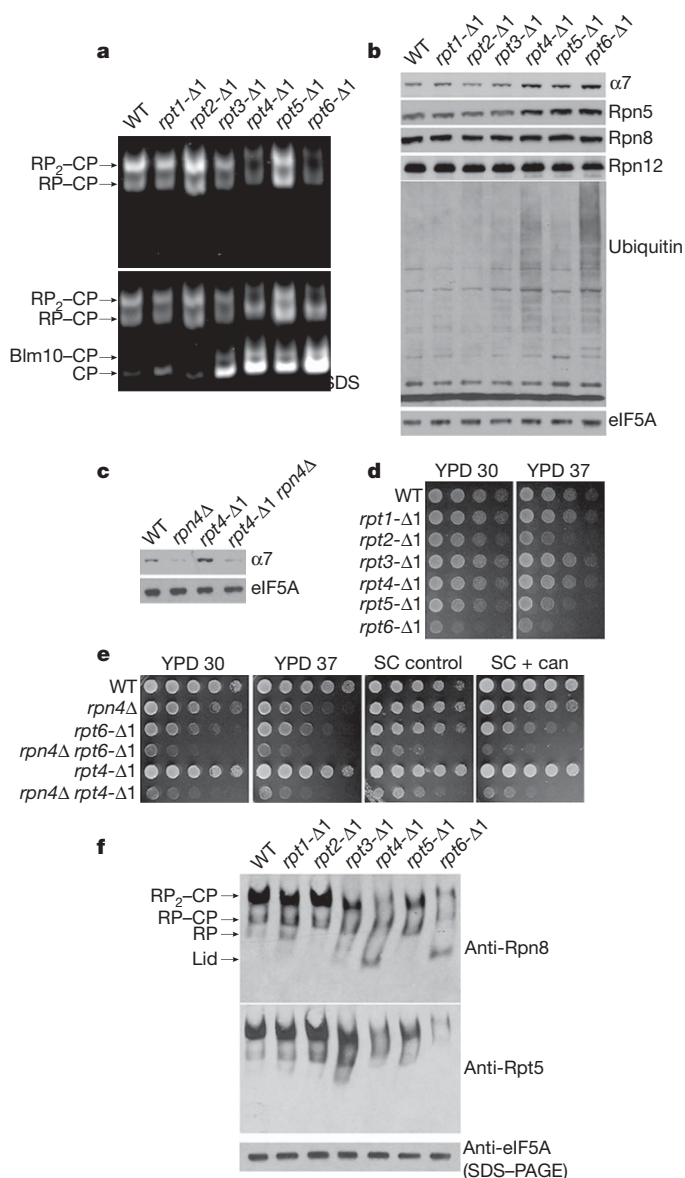 a
WT rpt1-Δ1 rpt2-Δ1 rpt3-Δ1 rpt4-Δ1 rpt5-Δ1 rpt6-Δ1
RP2–CP
RP–CP
RP2–CP
RP–CP
Blm10–CP
CP
SDS
b
WT rpt1-Δ1 rpt2-Δ1 rpt3-Δ1 rpt4-Δ1 rpt5-Δ1 rpt6-Δ1
α7
Rpn5
Rpn8
Rpn12
Ubiquitin
eIF5A
c
WT rpn4Δ rpt4-Δ1 rpt4-Δ1 rpn4Δ
α7
eIF5A
d
YPD 30 YPD 37
WT
rpt1-Δ1
rpt2-Δ1
rpt3-Δ1
rpt4-Δ1
rpt5-Δ1
rpt6-Δ1
e
YPD 30 YPD 37 SC control SC + can
WT
rpn4Δ
rpt6-Δ1
rpn4Δ rpt6-Δ1
rpt4-Δ1
rpn4Δ rpt4-Δ1
f
WT rpt1-Δ1 rpt2-Δ1 rpt3-Δ1 rpt4-Δ1 rpt5-Δ1 rpt6-Δ1
RP2–CP
RP–CP
RP
Lid
Anti-Rpn8
Anti-Rpt5
Anti-eIF5A
(SDS–PAGE)